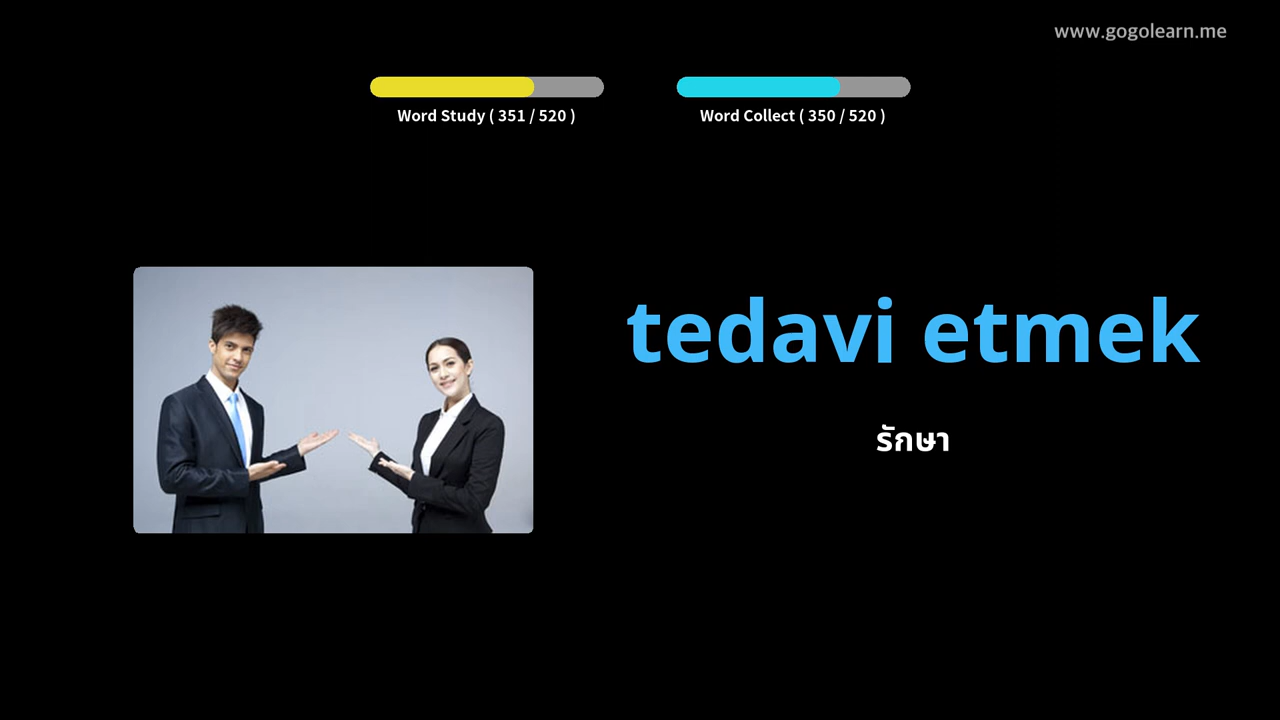 www.gogolearn.me
Word Study ( 351 / 520 )
Word Collect ( 350 / 520 )
tedavi etmek
รักษา